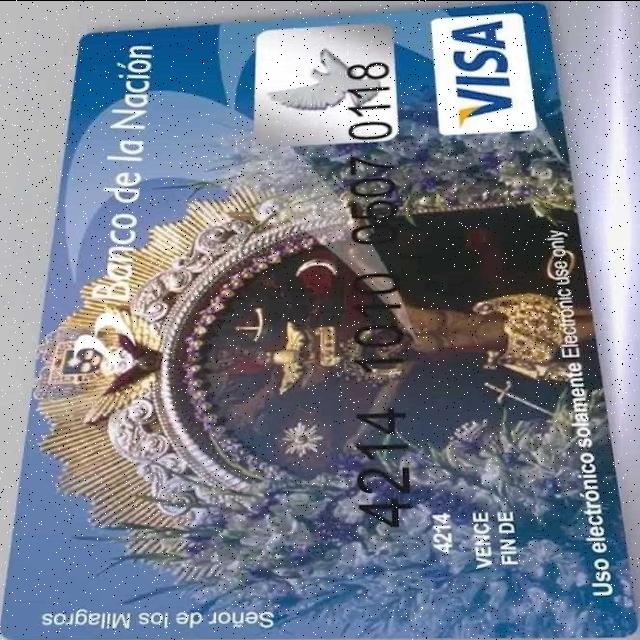 Banco de la Nación
VISA
4214 1010 0507 0118
4214
VENCE
FIN DE
Uso electrónico solamente Electronic use only
Señor de los Milagros